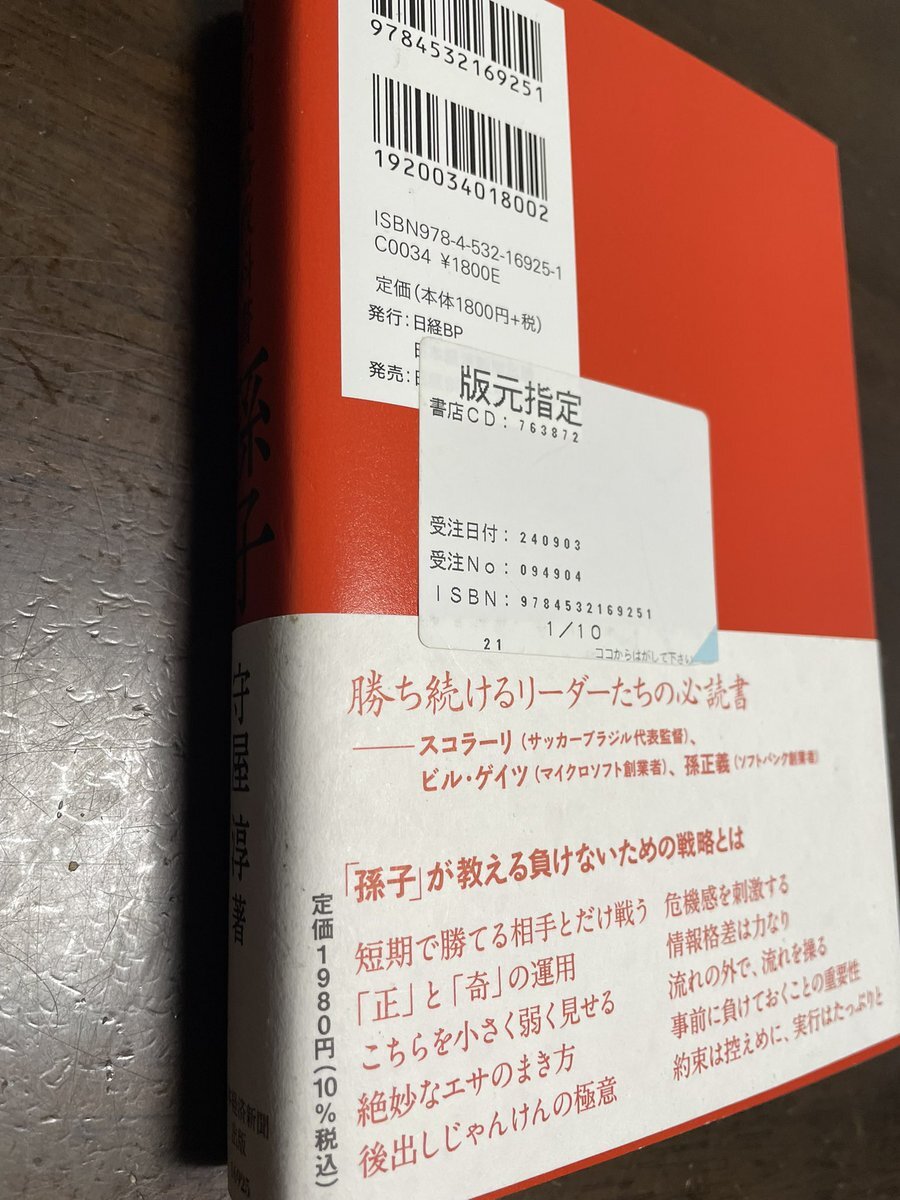 9784532169251
1920034018002
ISBN978-4-532-16925-1
C0034 ¥1800E
定価(本体1800円+税)
発行:日経BP
発売:
版元指定
書店CD: 763872
受注日付: 240903
受注No: 094904
ISBN: 9784532169251
1/10
21
ココからはがして下さい
勝ち続けるリーダーたちの必読書
――スコラーリ(サッカーブラジル代表監督)、
ビル・ゲイツ(マイクロソフト創業者)、孫正義(ソフトバンク創業者)
「孫子」が教える負けないための戦略とは
短期で勝てる相手とだけ戦う
「正」と「奇」の運用
こちらを小さく弱く見せる
絶妙なエサのまき方
後出しじゃんけんの極意
危機感を刺激する
情報格差は力なり
流れの外で、流れを操る
事前に負けておくことの重要性
約束は控えめに、実行はたっぷりと
定価1980円(10%税込)
孫子
守屋 淳 著
経済新聞
出版
16925